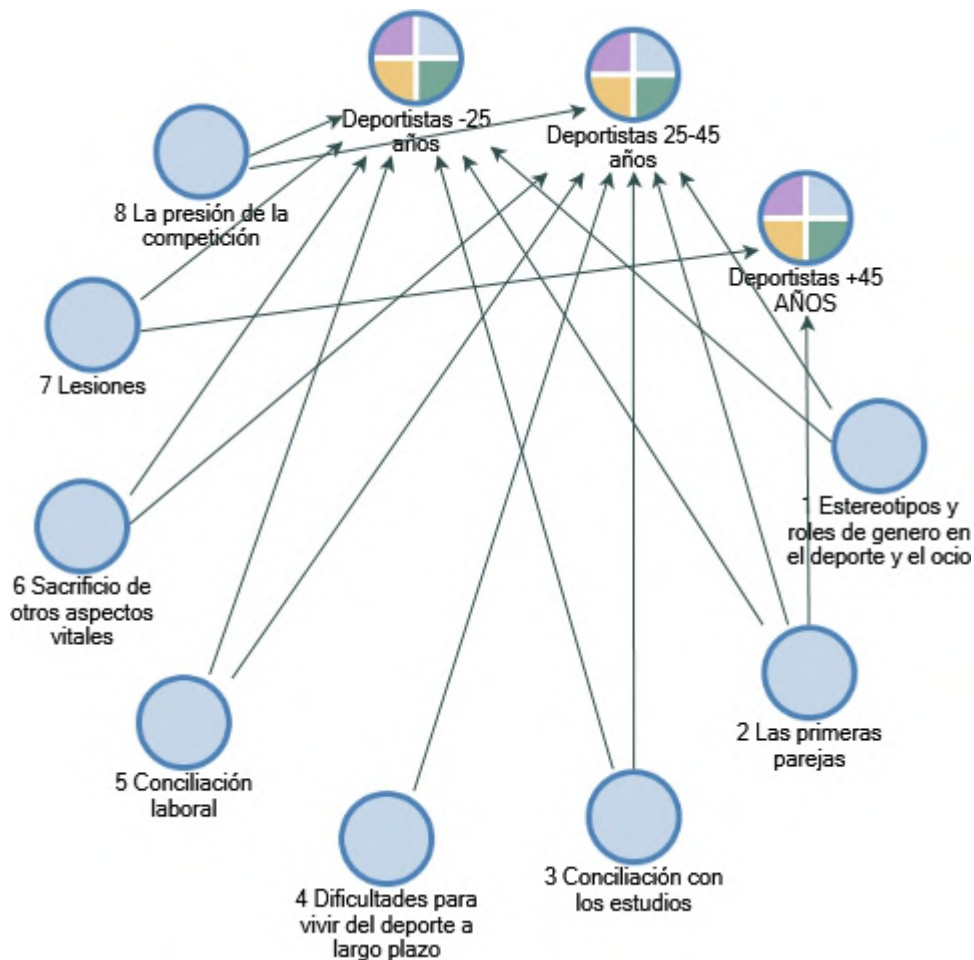 Deportistas -25
años
Deportistas 25-45
años
8 La presión de la
competición
Deportistas +45
AÑOS
7 Lesiones
1 Estereotipos y
roles de genero en
el deporte y el ocio
6 Sacrificio de
otros aspectos
vitales
2 Las primeras
parejas
5 Conciliación
laboral
3 Conciliación con
los estudios
4 Dificultades para
vivir del deporte a
largo plazo